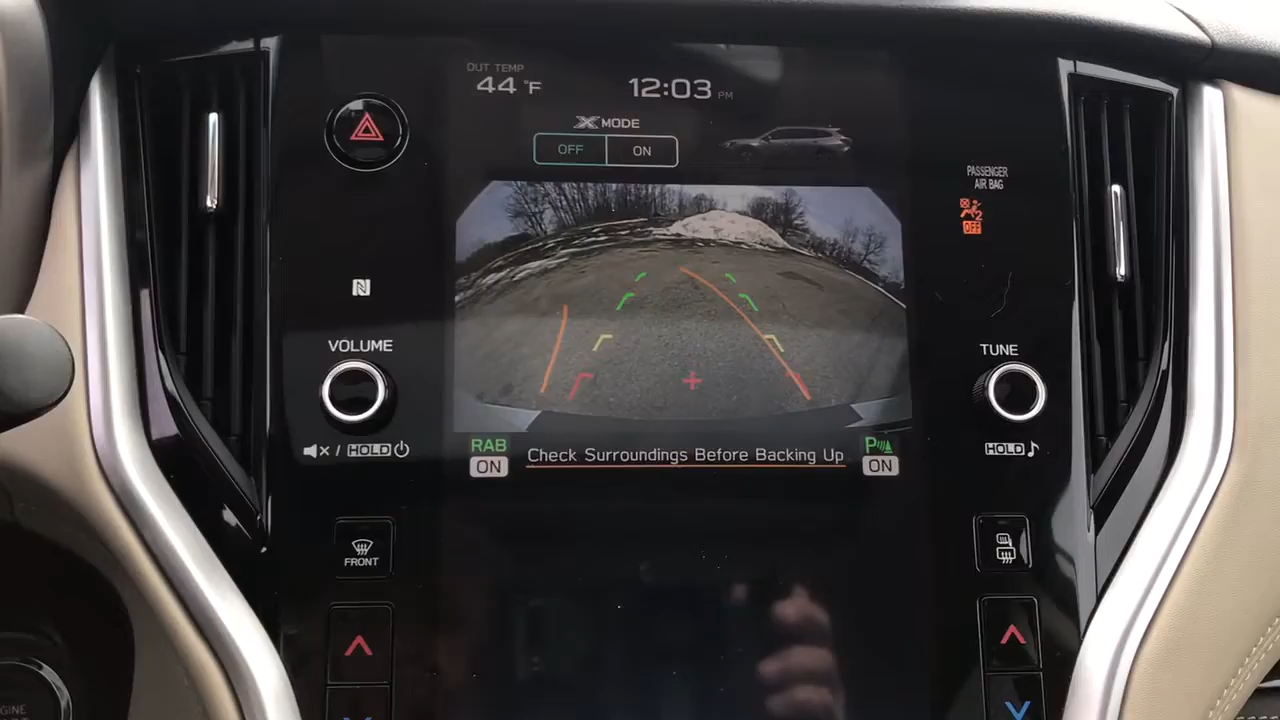 OUT TEMP
44 °F
12:03 PM
X MODE
OFF ON
PASSENGER
AIR BAG
2
OFF
N
VOLUME
TUNE
/ HOLD
HOLD
RAB
ON
Check Surroundings Before Backing Up
P
ON
FRONT